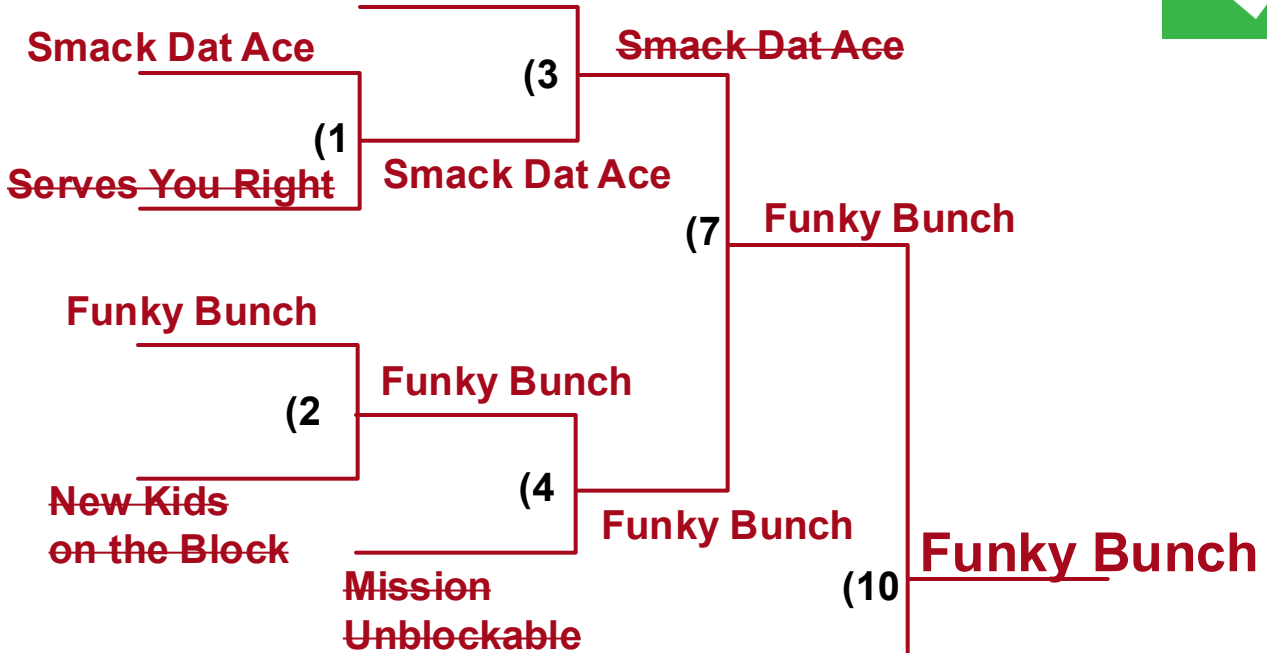 Smack Dat Ace
Smack Dat Ace
(3
(1
Smack Dat Ace
Serves You Right
Funky Bunch
(7
Funky Bunch
Funky Bunch
(2
(4
New Kids
on the Block
Funky Bunch
Funky Bunch
Mission
Unblockable
(10